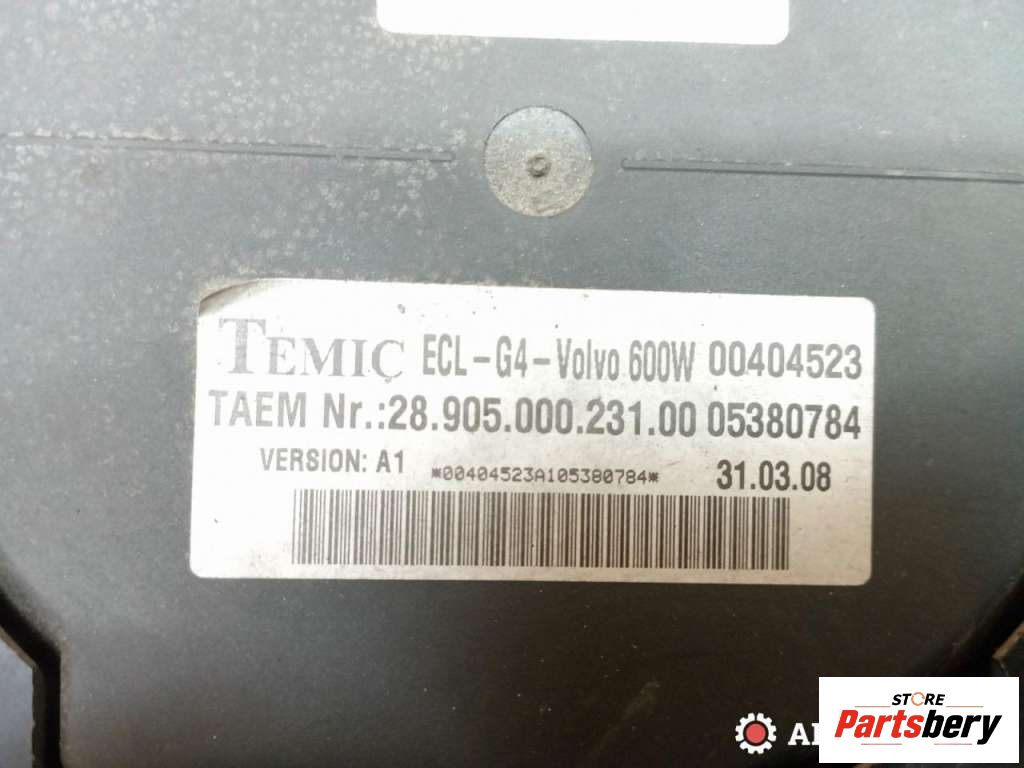 TEMIC ECL-G4-Volvo 600W 00404523
TAEM Nr.:28.905.000.231.00 05380784
VERSION: A1 *00404523A105380784* 31.03.08
STORE
Partsbery